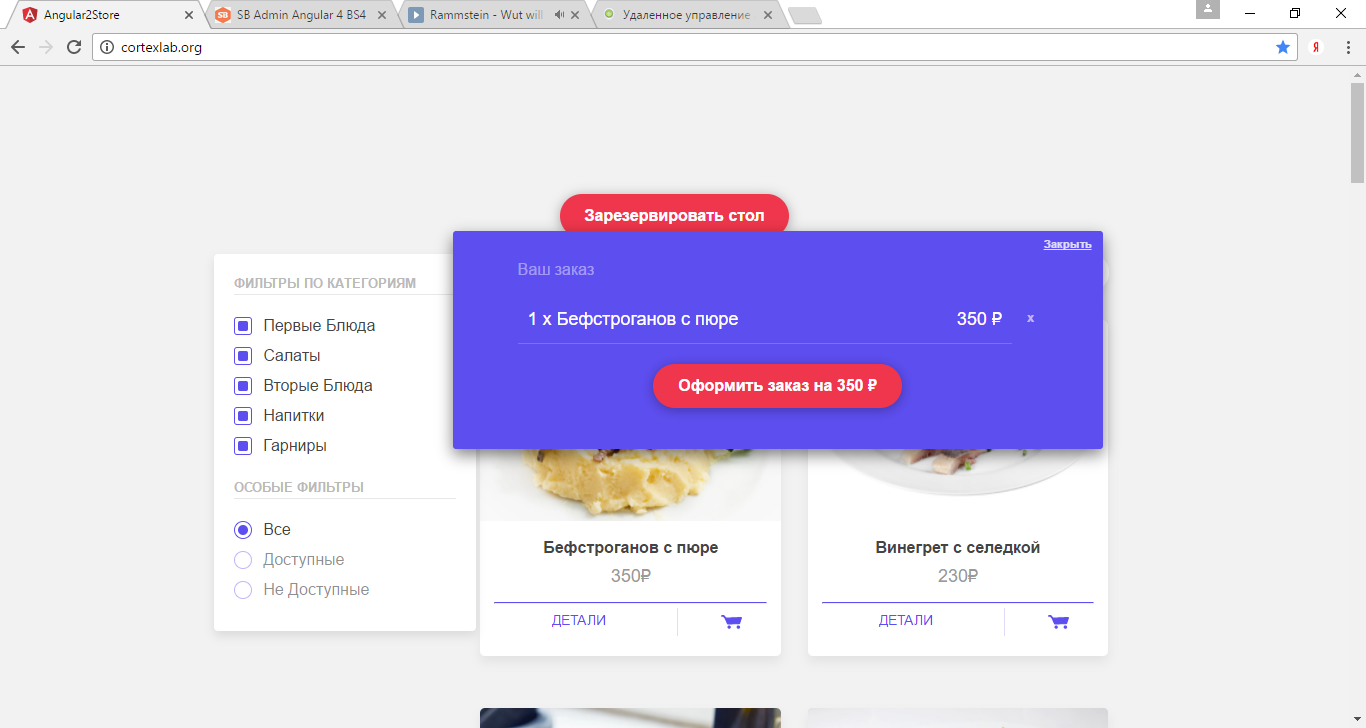 Angular2Store
SB Admin Angular 4 BS4
Rammstein - Wut will
Удаленное управление
cortexlab.org
Зарезервировать стол
Закрыть
Ваш заказ
1 x Бефстроганов с пюре 350 ₽ x
Оформить заказ на 350 ₽
ФИЛЬТРЫ ПО КАТЕГОРИЯМ
Первые Блюда
Салаты
Вторые Блюда
Напитки
Гарниры
ОСОБЫЕ ФИЛЬТРЫ
Все
Доступные
Не Доступные
Бефстроганов с пюре
350₽
ДЕТАЛИ
Винегрет с селедкой
230₽
ДЕТАЛИ